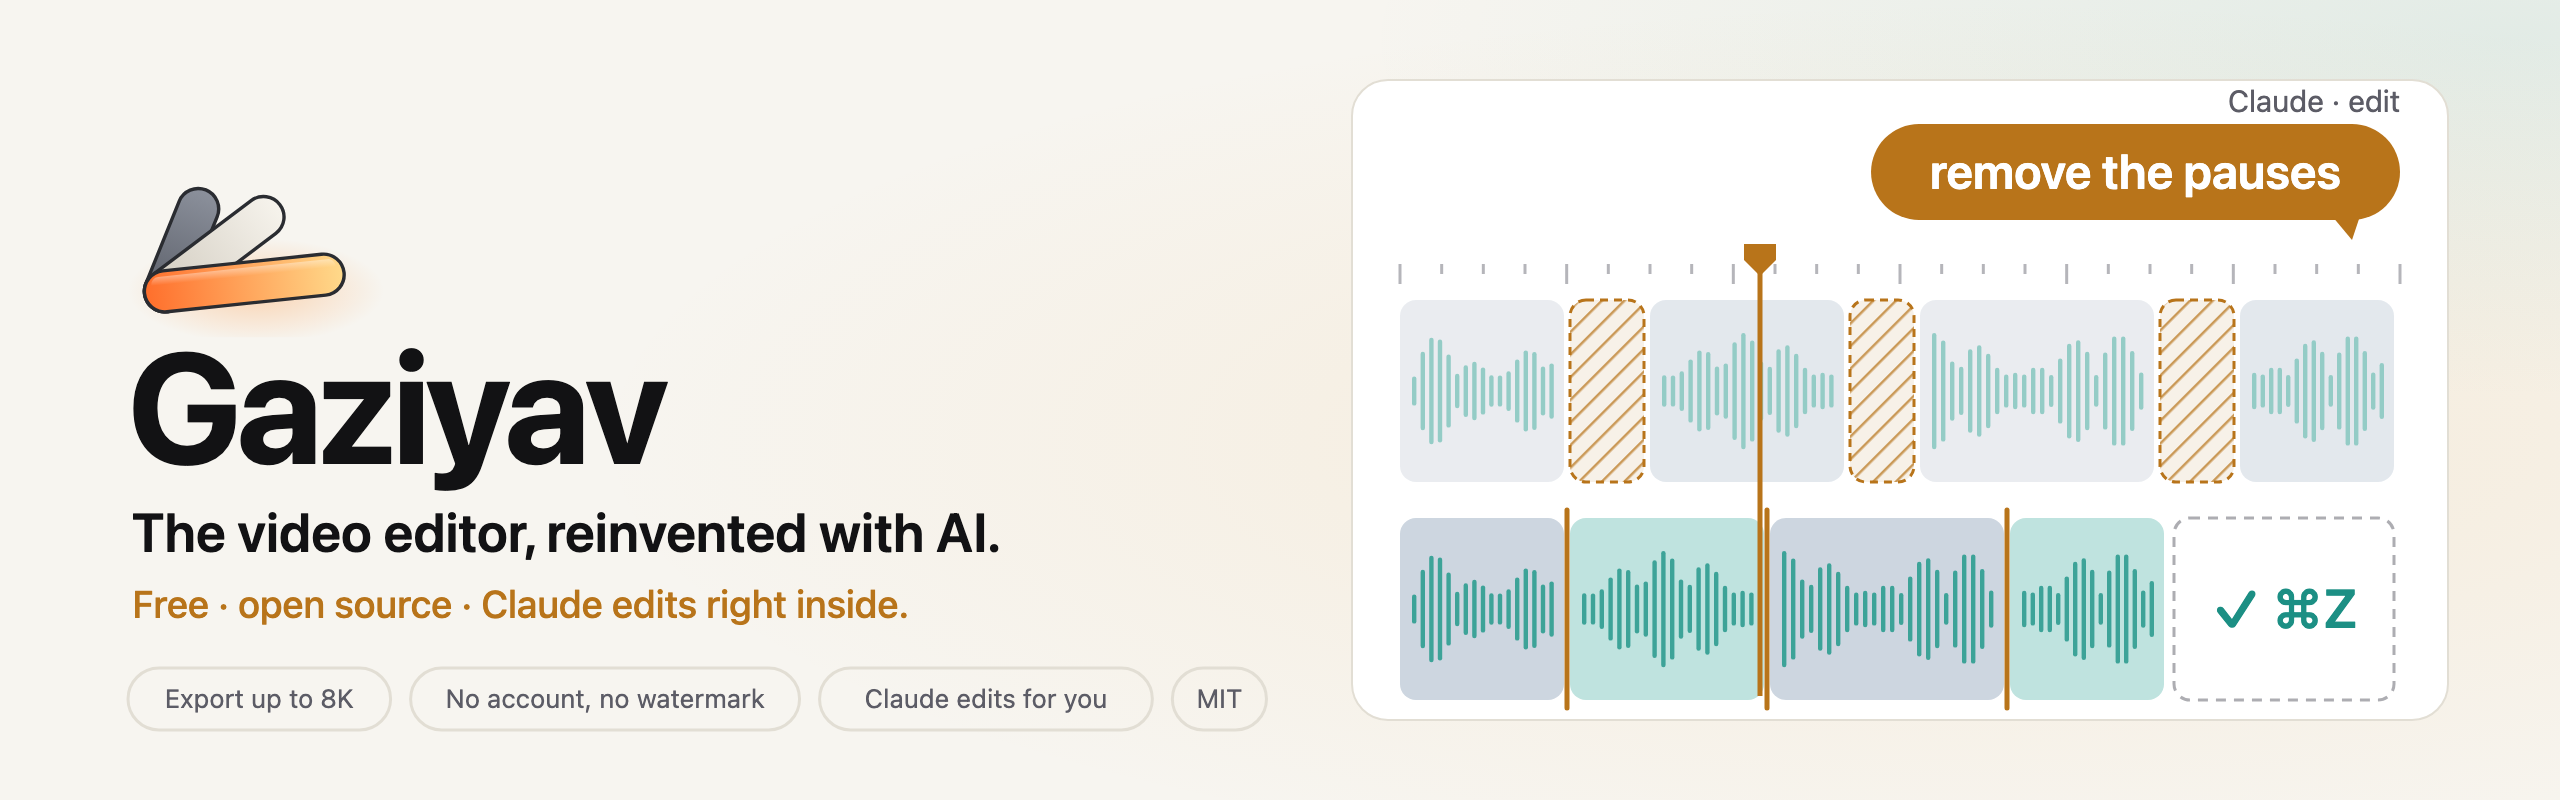 Gaziyav
The video editor, reinvented with AI.
Free · open source · Claude edits right inside.
Export up to 8K
No account, no watermark
Claude edits for you
MIT
Claude · edit
remove the pauses
✓ ⌘Z